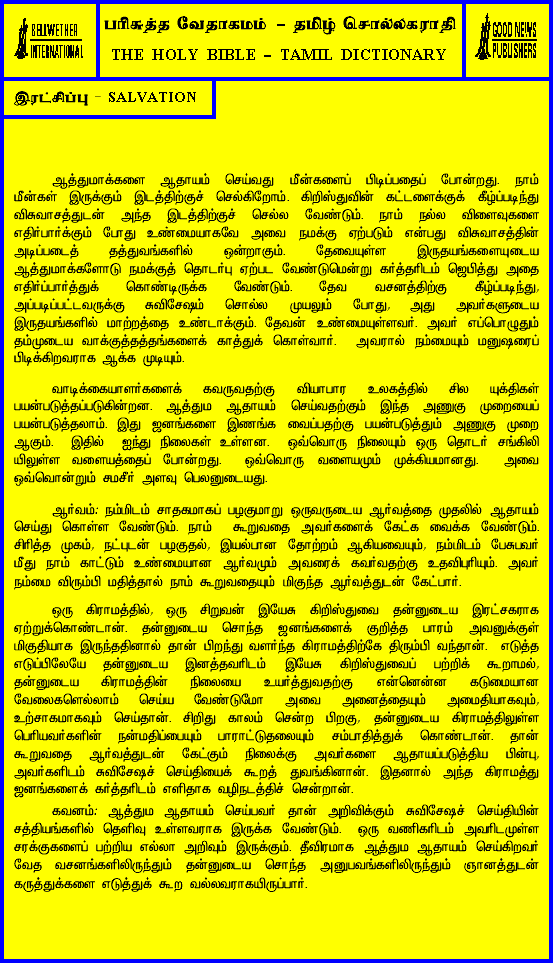 BELLWETHER
INTERNATIONAL
பரிசுத்த வேதாகமம் – தமிழ் சொல்லகராதி
THE HOLY BIBLE – TAMIL DICTIONARY
GOOD NEWS
PUBLISHERS
இரட்சிப்பு – SALVATION
ஆத்துமாக்களை ஆதாயம் செய்வது மீன்களைப் பிடிப்பதைப் போன்றது. நாம்
மீன்கள் இருக்கும் இடத்திற்குச் செல்கிறோம். கிறிஸ்துவின் கட்டளைக்குக் கீழ்ப்படிந்து
விசுவாசத்துடன் அந்த இடத்திற்குச் செல்ல வேண்டும். நாம் நல்ல விளைவுகளை
எதிர்பார்க்கும் போது உண்மையாகவே அவை நமக்கு ஏற்படும் என்பது விசுவாசத்தின்
அடிப்படைத் தத்துவங்களில் ஒன்றாகும். தேவையுள்ள இருதயங்களையுடைய
ஆத்துமாக்களோடு நமக்குத் தொடர்பு ஏற்பட வேண்டுமென்று கர்த்தரிடம் ஜெபித்து அதை
எதிர்ப்பார்த்துக் கொண்டிருக்க வேண்டும். தேவ வசனத்திற்கு கீழ்ப்படிந்து,
அப்படிப்பட்டவருக்கு சுவிசேஷம் சொல்ல முயலும் போது, அது அவர்களுடைய
இருதயங்களில் மாற்றத்தை உண்டாக்கும். தேவன் உண்மையுள்ளவர். அவர் எப்பொழுதும்
தம்முடைய வாக்குத்தத்தங்களைக் காத்துக் கொள்வார். அவரால் நம்மையும் மனுஷரைப்
பிடிக்கிறவராக ஆக்க முடியும்.
வாடிக்கையாளர்களைக் கவருவதற்கு வியாபார உலகத்தில் சில யுக்திகள்
பயன்படுத்தப்படுகின்றன. ஆத்தும ஆதாயம் செய்வதற்கும் இந்த அணுகு முறையைப்
பயன்படுத்தலாம். இது ஜனங்களை இணங்க வைப்பதற்கு பயன்படுத்தும் அணுகு முறை
ஆகும். இதில் ஐந்து நிலைகள் உள்ளன. ஒவ்வொரு நிலையும் ஒரு தொடர் சங்கிலி
யிலுள்ள வளையத்தைப் போன்றது. ஒவ்வொரு வளையமும் முக்கியமானது. அவை
ஒவ்வொன்றும் சமசீர் அளவு பெலனுடையது.
ஆர்வம்: நம்மிடம் சாதகமாகப் பழகுமாறு ஒருவருடைய ஆர்வத்தை முதலில் ஆதாயம்
செய்து கொள்ள வேண்டும். நாம் கூறுவதை அவர்களைக் கேட்க வைக்க வேண்டும்.
சிரித்த முகம், நட்புடன் பழகுதல், இயல்பான தோற்றம் ஆகியவையும், நம்மிடம் பேசுபவர்
மீது நாம் காட்டும் உண்மையான ஆர்வமும் அவரைக் கவர்வதற்கு உதவிபுரியும். அவர்
நம்மை விரும்பி மதித்தால் நாம் கூறுவதையும் மிகுந்த ஆர்வத்துடன் கேட்பார்.
ஒரு கிராமத்தில், ஒரு சிறுவன் இயேசு கிறிஸ்துவை தன்னுடைய இரட்சகராக
ஏற்றுக்கொண்டான். தன்னுடைய சொந்த ஜனங்களைக் குறித்த பாரம் அவனுக்குள்
மிகுதியாக இருந்ததினால் தான் பிறந்து வளர்ந்த கிராமத்திற்கே திரும்பி வந்தான். எடுத்த
எடுப்பிலேயே தன்னுடைய இனத்தவரிடம் இயேசு கிறிஸ்துவைப் பற்றிக் கூறாமல்,
தன்னுடைய கிராமத்தின் நிலையை உயர்த்துவதற்கு என்னென்ன கடுமையான
வேலைகளெல்லாம் செய்ய வேண்டுமோ அவை அனைத்தையும் அமைதியாகவும்,
உற்சாகமாகவும் செய்தான். சிறிது காலம் சென்ற பிறகு, தன்னுடைய கிராமத்திலுள்ள
பெரியவர்களின் நன்மதிப்பையும் பாராட்டுதலையும் சம்பாதித்துக் கொண்டான். தான்
கூறுவதை ஆர்வத்துடன் கேட்கும் நிலைக்கு அவர்களை ஆதாயப்படுத்திய பின்பு,
அவர்களிடம் சுவிசேஷச் செய்தியைக் கூறத் துவங்கினான். இதனால் அந்த கிராமத்து
ஜனங்களைக் கர்த்தரிடம் எளிதாக வழிநடத்திச் சென்றான்.
கவனம்: ஆத்தும ஆதாயம் செய்பவர் தான் அறிவிக்கும் சுவிசேஷச் செய்தியின்
சத்தியங்களில் தெளிவு உள்ளவராக இருக்க வேண்டும். ஒரு வணிகரிடம் அவரிடமுள்ள
சரக்குகளைப் பற்றிய எல்லா அறிவும் இருக்கும். தீவிரமாக ஆத்தும ஆதாயம் செய்கிறவர்
வேத வசனங்களிலிருந்தும் தன்னுடைய சொந்த அனுபவங்களிலிருந்தும் ஞானத்துடன்
கருத்துக்களை எடுத்துக் கூற வல்லவராகயிருப்பார்.